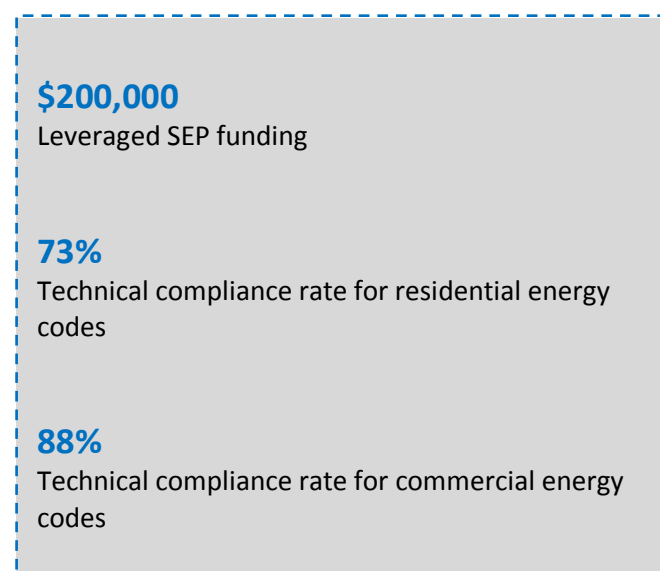 $200,000
Leveraged SEP funding
73%
Technical compliance rate for residential energy
codes
88%
Technical compliance rate for commercial energy
codes